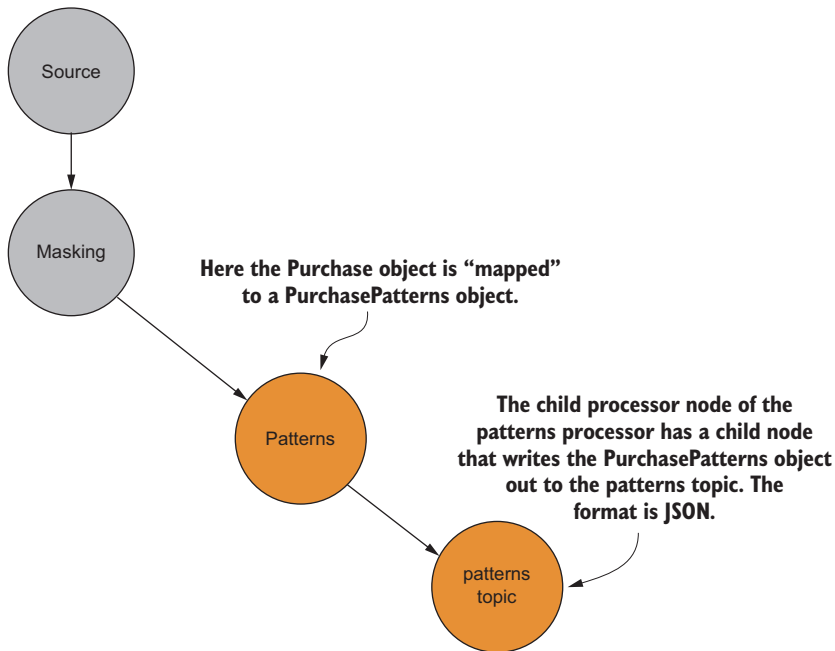 Source
Masking
Here the Purchase object is “mapped”
to a PurchasePatterns object.
Patterns
The child processor node of the
patterns processor has a child node
that writes the PurchasePatterns object
out to the patterns topic. The
format is JSON.
patterns
topic